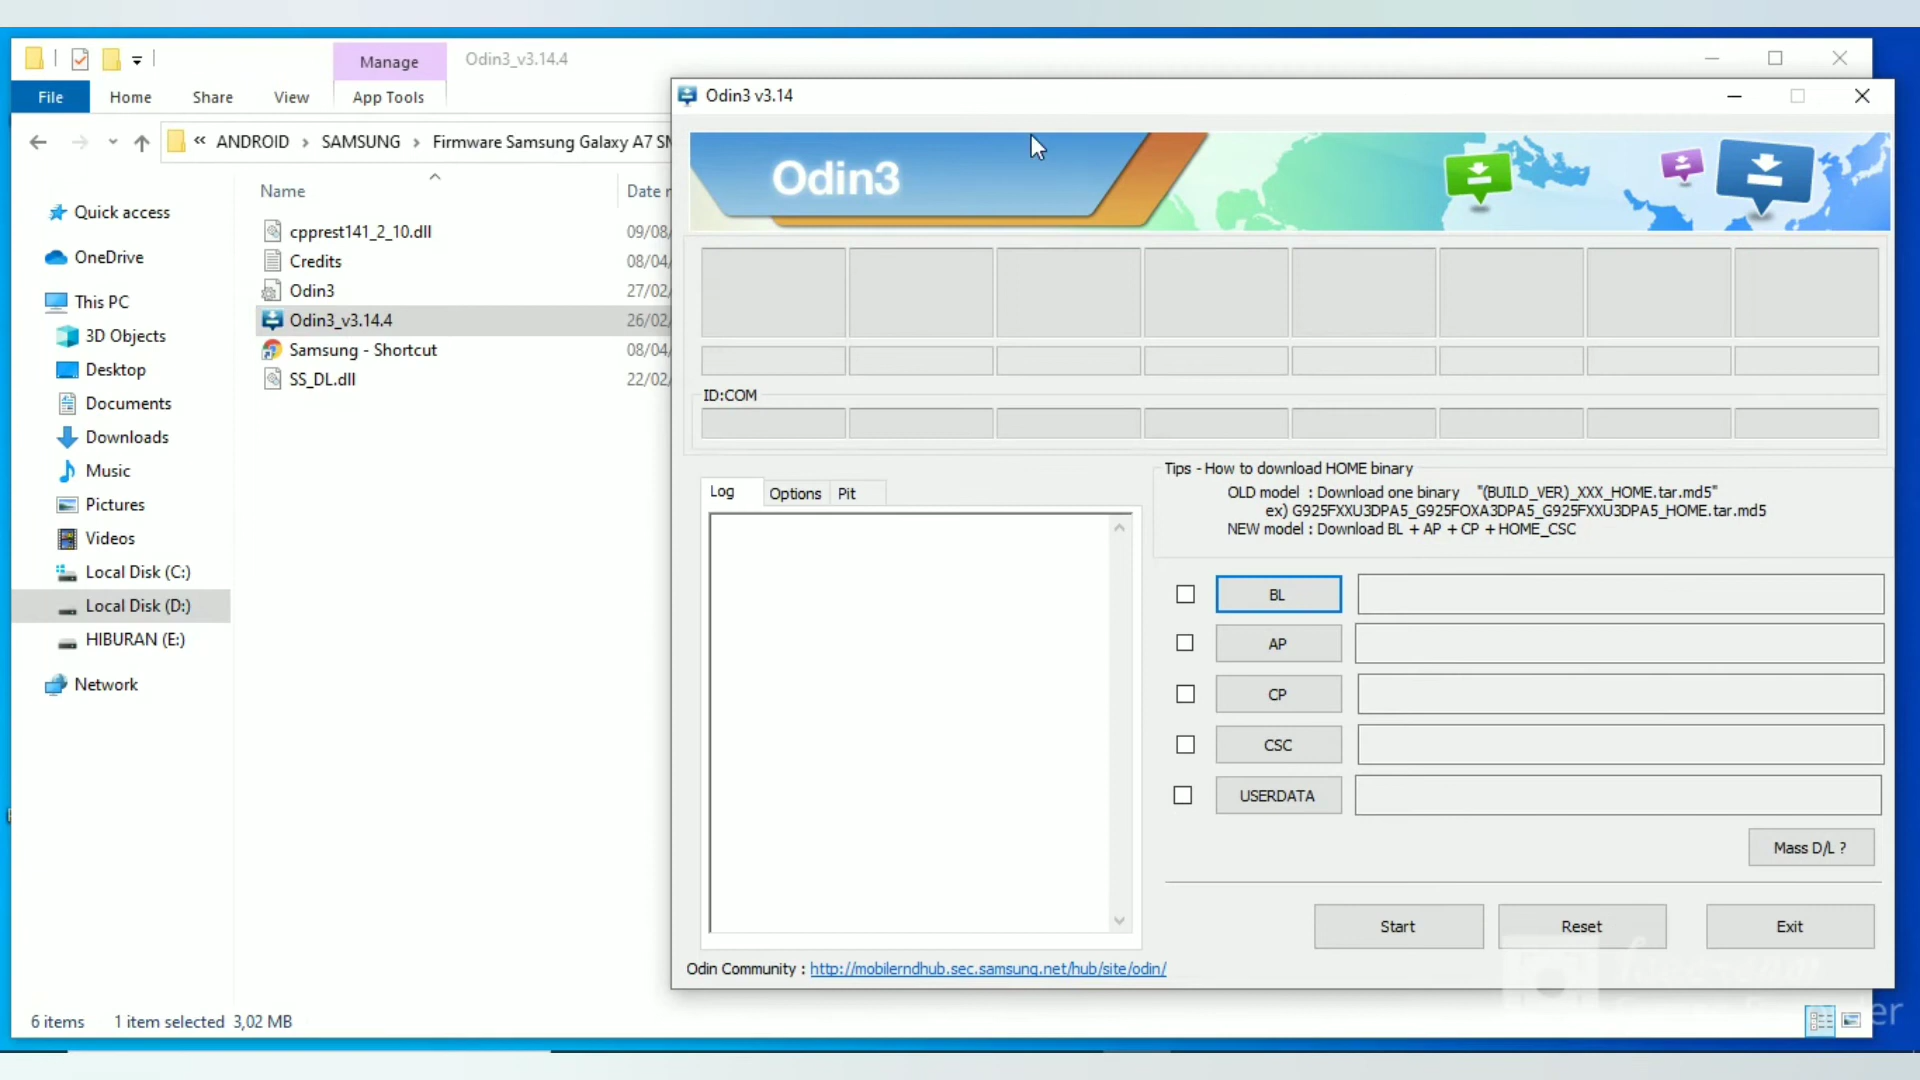 Manage
Odin3_v3.14.4
File
Home
Share
View
App Tools
« ANDROID › SAMSUNG › Firmware Samsung Galaxy A7
Name
Date
Quick access
OneDrive
This PC
3D Objects
Desktop
Documents
Downloads
Music
Pictures
Videos
Local Disk (C:)
Local Disk (D:)
HIBURAN (E:)
Network
cpprest141_2_10.dll 09/08/
Credits 08/04/
Odin3 27/02/
Odin3_v3.14.4 26/02/
Samsung - Shortcut 08/04/
SS_DL.dll 22/02/
6 items 1 item selected 3,02 MB
Odin3 v3.14
Odin3
ID:COM
Log
Options
Pit
Tips - How to download HOME binary
OLD model : Download one binary "(BUILD_VER)_XXX_HOME.tar.md5"
ex) G925FXXU3DPA5_G925FOXA3DPA5_G925FXXU3DPA5_HOME.tar.md5
NEW model : Download BL + AP + CP + HOME_CSC
BL
AP
CP
CSC
USERDATA
Mass D/L ?
Start
Reset
Exit
Odin Community : http://mobilerndhub.sec.samsung.net/hub/site/odin/